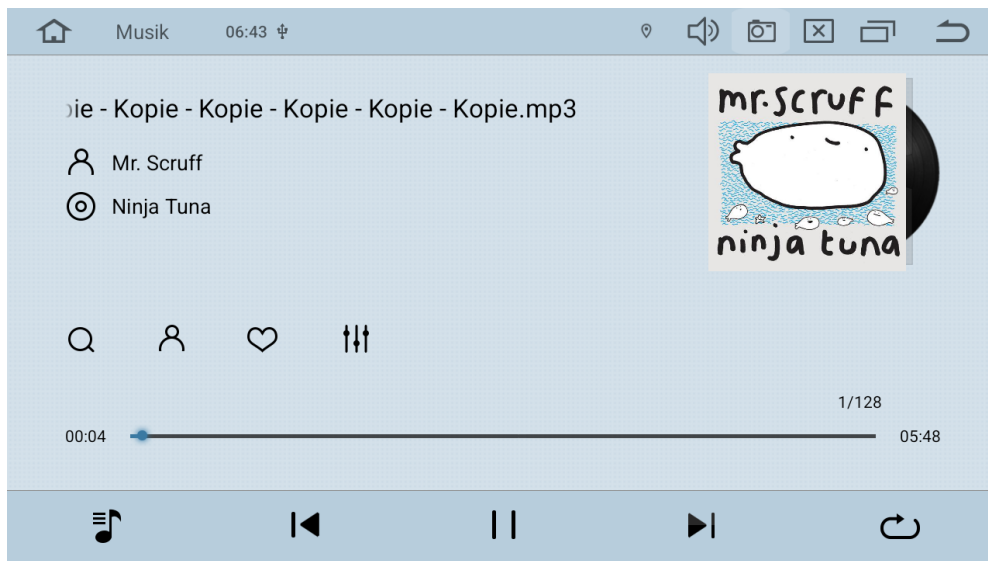 Musik 06:43
pie - Kopie - Kopie - Kopie - Kopie - Kopie.mp3
Mr. Scruff
Ninja Tuna
mr. scruff
ninja tuna
1/128
00:04 05:48